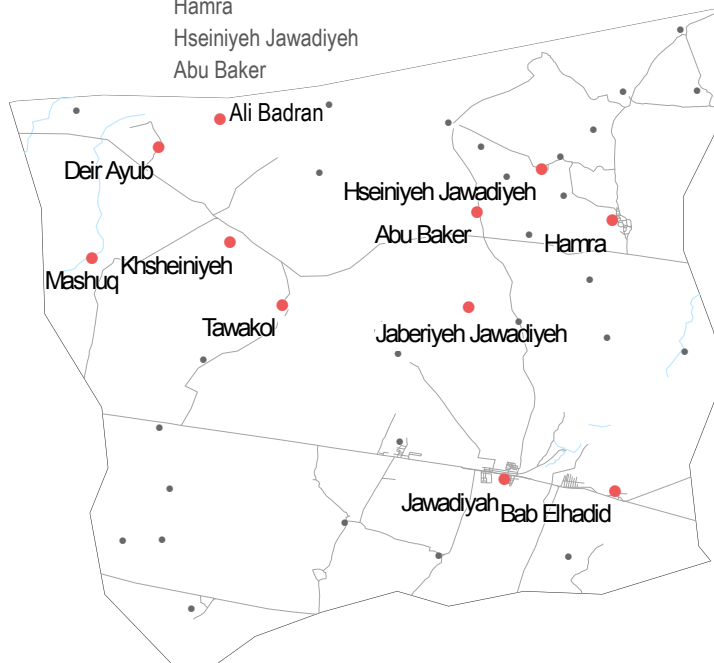 Hamra
Hseiniyeh Jawadiyeh
Abu Baker
Ali Badran
Deir Ayub
Hseiniyeh Jawadiyeh
Abu Baker
Hamra
Khsheiniyeh
Mashuq
Tawakol
Jaberiyeh Jawadiyeh
Jawadiyah
Bab Elhadid